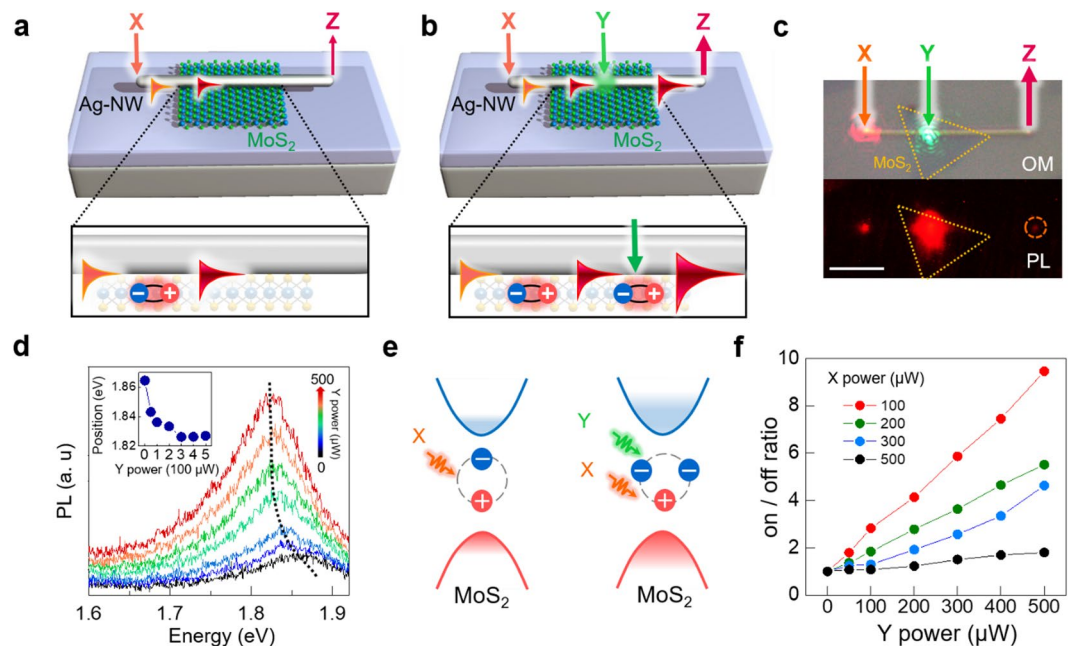 a
X
Z
Ag-NW
MoS2
b
X
Y
Z
Ag-NW
MoS2
c
X
Y
Z
MoS2
OM
PL
d
PL (a. u)
Position (eV)
1.86
1.84
1.82
0 1 2 3 4 5
Y power (100 µW)
500
Y power (µW)
0
1.6 1.7 1.8 1.9
Energy (eV)
e
X
−
+
MoS2
Y
X
−
−
+
MoS2
f
on / off ratio
10
8
6
4
2
0
X power (µW)
100
200
300
500
0 100 200 300 400 500
Y power (µW)